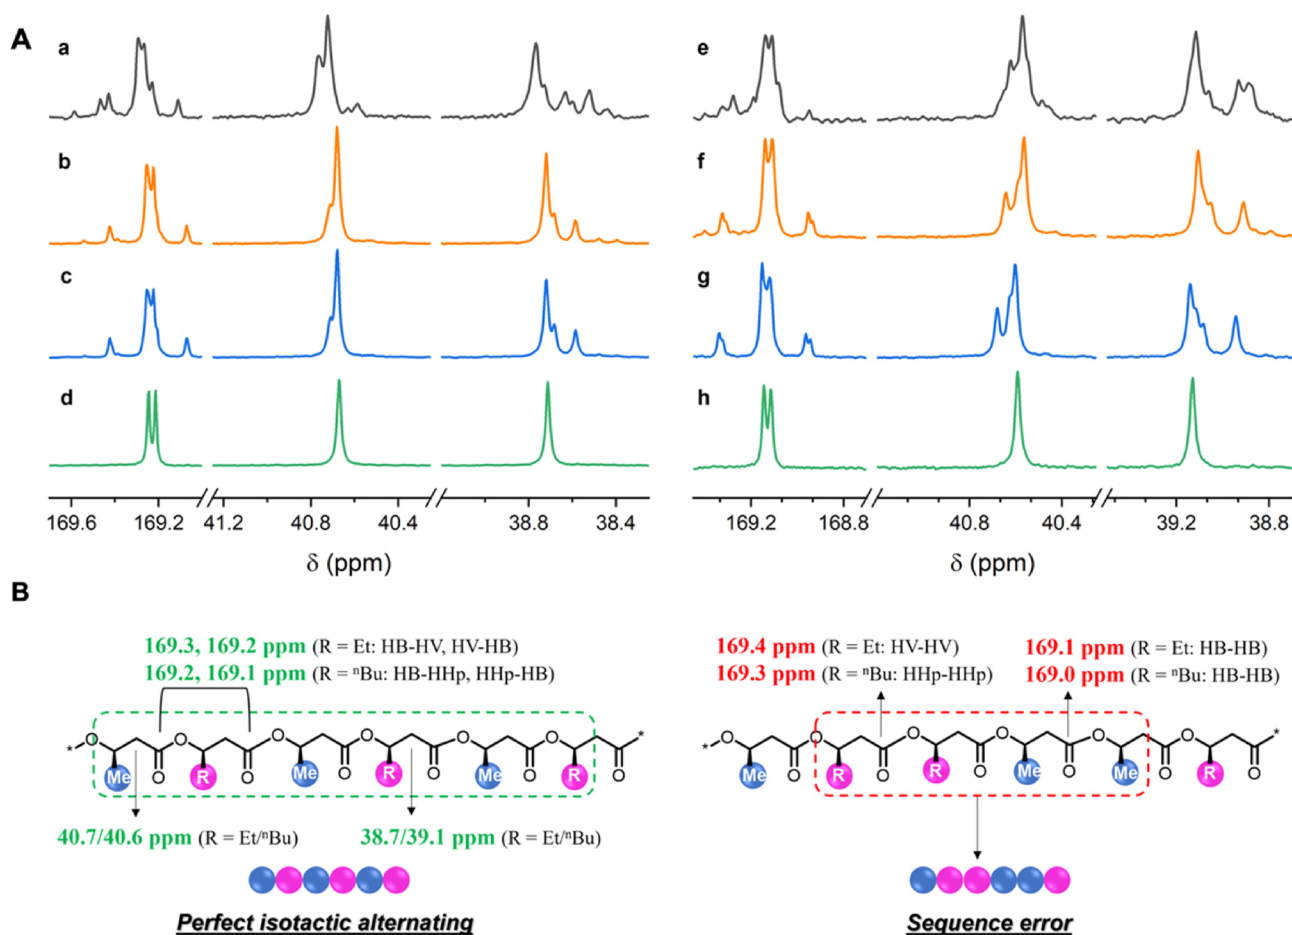 A
a
b
c
d
169.6 169.2 41.2 40.8 40.4 38.8 38.4
δ (ppm)
e
f
g
h
169.2 168.8 40.8 40.4 39.2 38.8
δ (ppm)
B
169.3, 169.2 ppm (R = Et: HB-HV, HV-HB)
169.2, 169.1 ppm (R = ⁿBu: HB-HHp, HHp-HB)
* O O O O O O *
Me R Me R Me R
O O O O O O
40.7/40.6 ppm (R = Et/ⁿBu)
38.7/39.1 ppm (R = Et/ⁿBu)
Perfect isotactic alternating
169.4 ppm (R = Et: HV-HV)
169.3 ppm (R = ⁿBu: HHp-HHp)
169.1 ppm (R = Et: HB-HB)
169.0 ppm (R = ⁿBu: HB-HB)
* O O O O O O *
Me R R Me Me R
O O O O O O
Sequence error